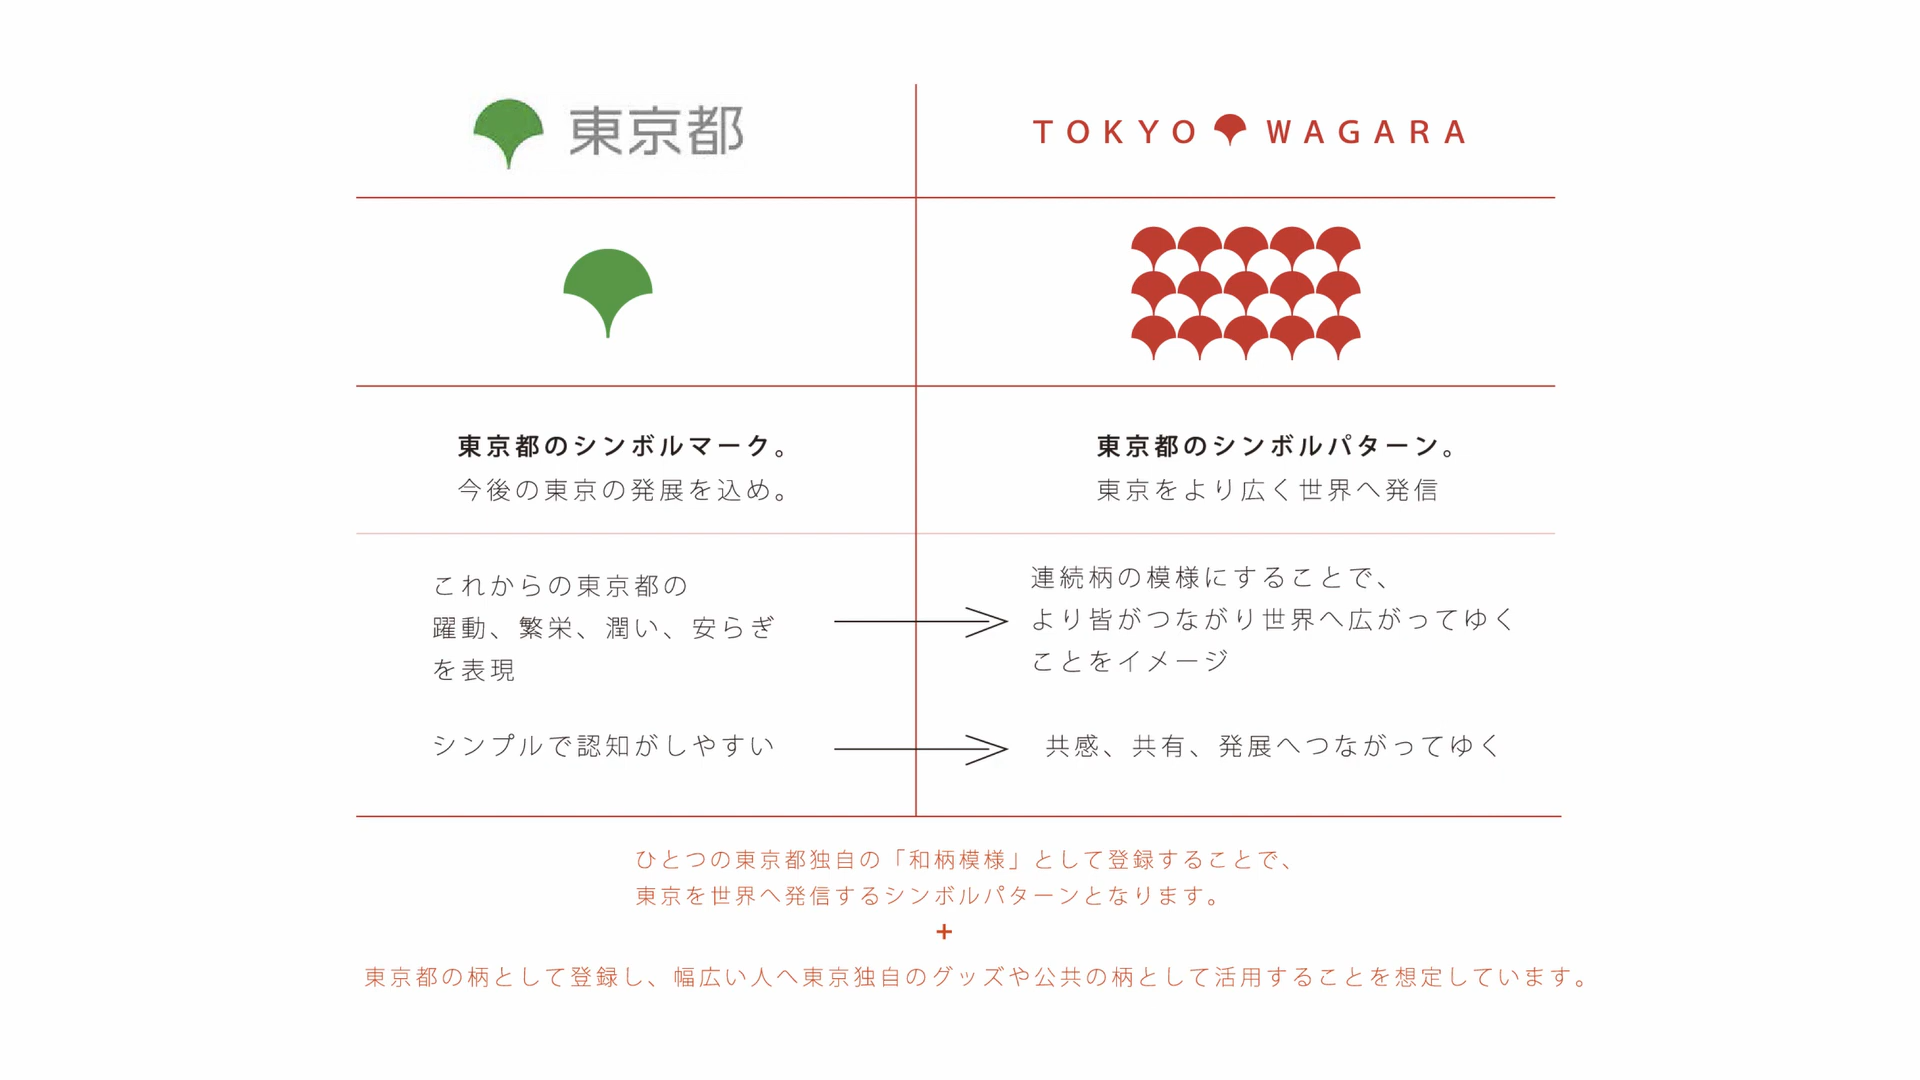 東京都
TOKYO WAGARA
東京都のシンボルマーク。
今後の東京の発展を込め。
東京都のシンボルパターン。
東京をより広く世界へ発信
これからの東京都の
躍動、繁栄、潤い、安らぎ
を表現
連続柄の模様にすることで、
より皆がつながり世界へ広がってゆく
ことをイメージ
シンプルで認知がしやすい
共感、共有、発展へつながってゆく
ひとつの東京都独自の「和柄模様」として登録することで、
東京を世界へ発信するシンボルパターンとなります。
+
東京都の柄として登録し、幅広い人へ東京独自のグッズや公共の柄として活用することを想定しています。